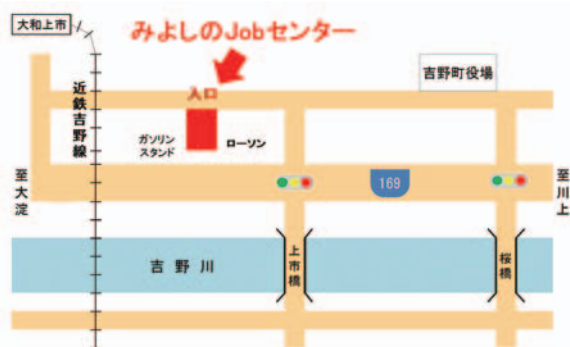 大和上市
みよしのJobセンター
吉野町役場
近鉄吉野線
入口
ガソリン
スタンド
ローソン
至大淀
169
至川上
吉野川
上市橋
桜橋